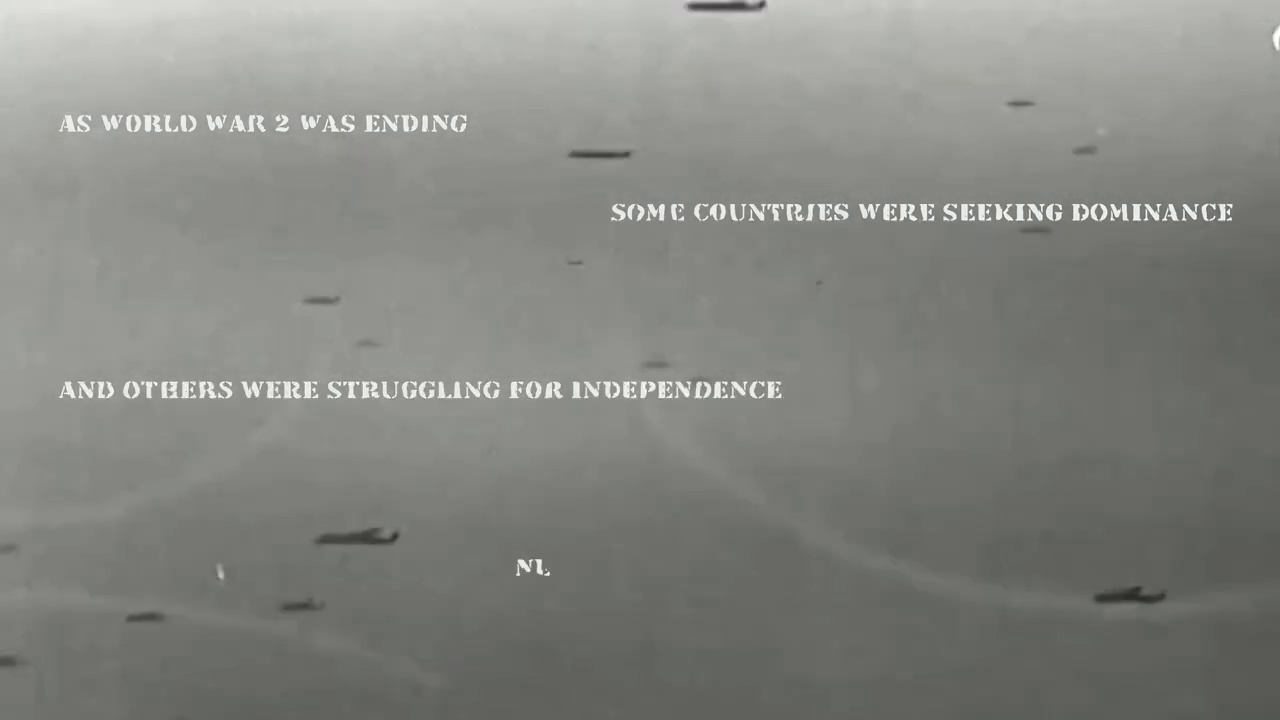 AS WORLD WAR 2 WAS ENDING
SOME COUNTRIES WERE SEEKING DOMINANCE
AND OTHERS WERE STRUGGLING FOR INDEPENDENCE
NL